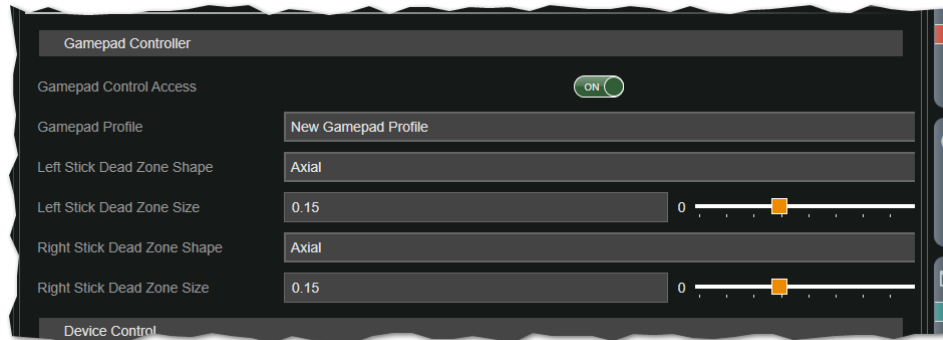 Gamepad Controller
Gamepad Control Access ON
Gamepad Profile New Gamepad Profile
Left Stick Dead Zone Shape Axial
Left Stick Dead Zone Size 0.15 0
Right Stick Dead Zone Shape Axial
Right Stick Dead Zone Size 0.15 0
Device Control